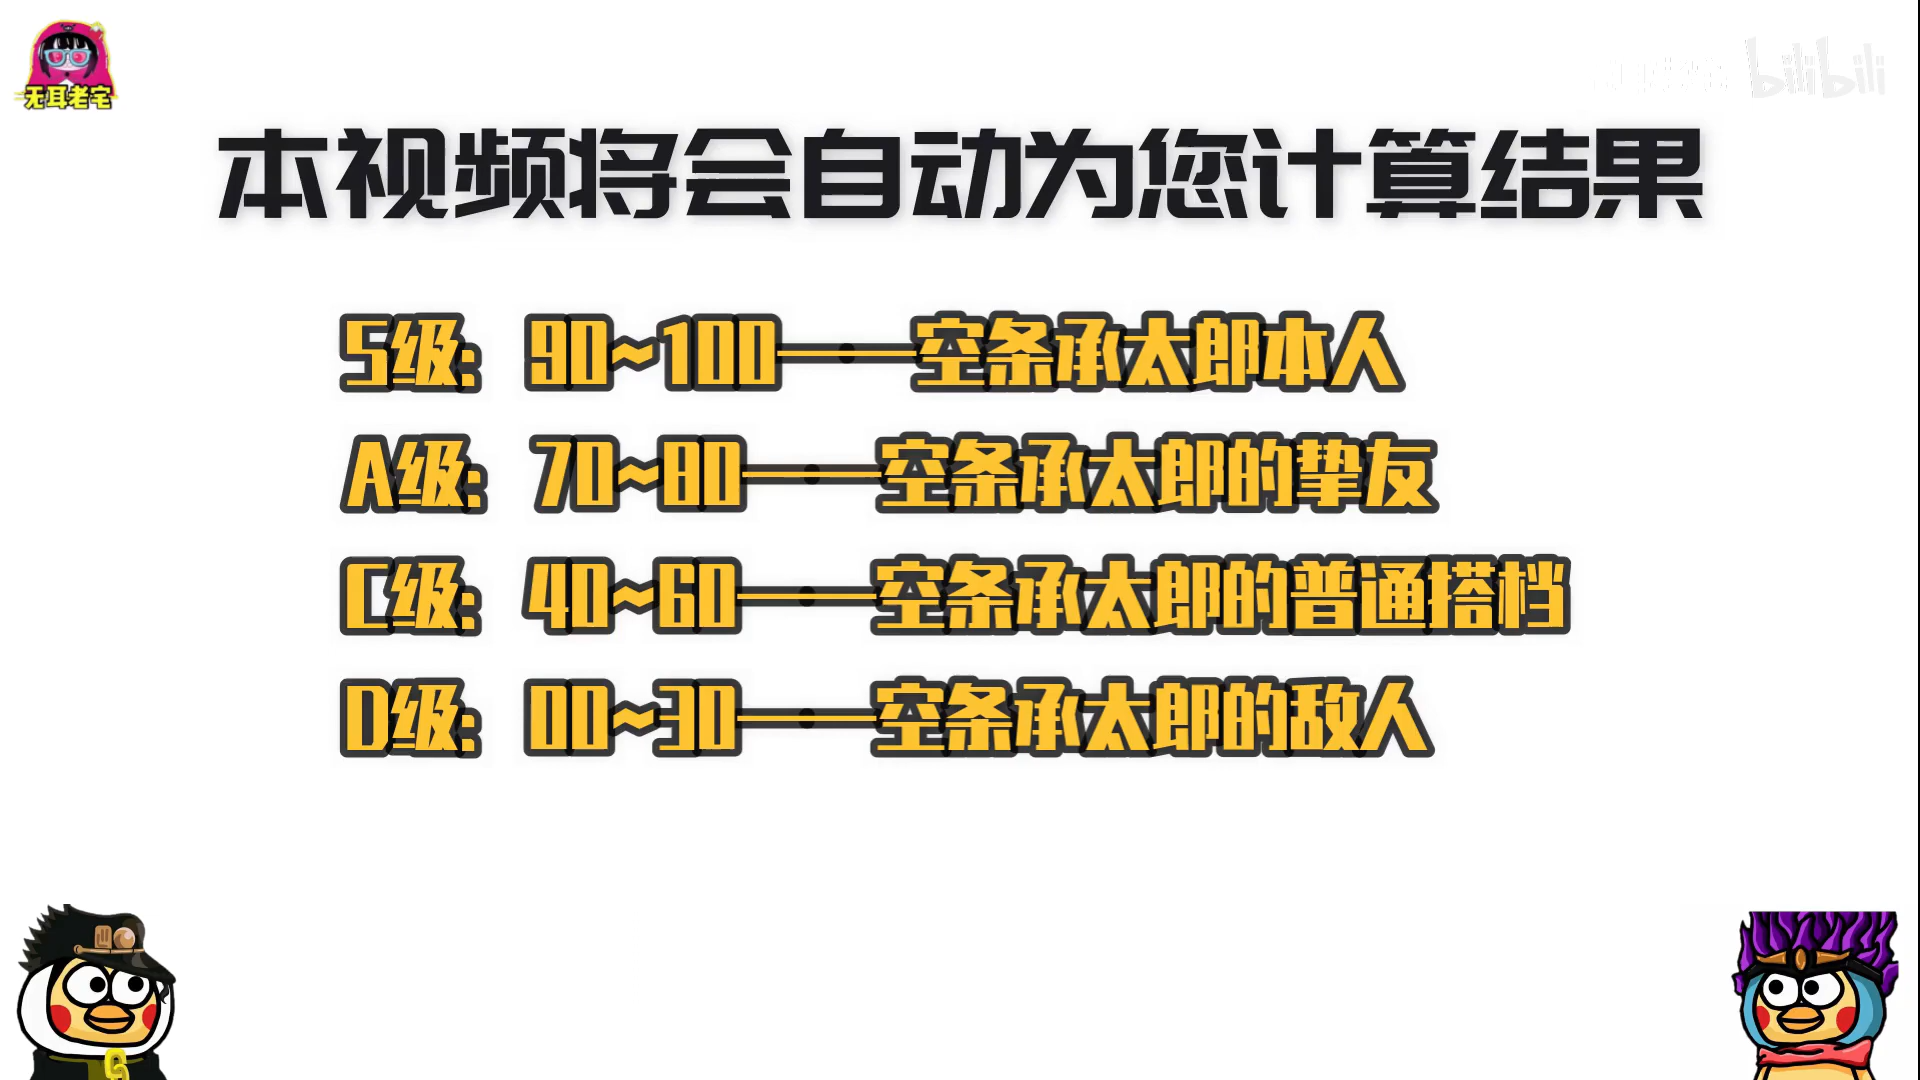 无耳老宅
bilibili
本视频将会自动为您计算结果
S级: 90~100——·——空条承太郎本人
A级: 70~80——·——空条承太郎的挚友
C级: 40~60——·——空条承太郎的普通搭档
D级: 00~30——·——空条承太郎的敌人